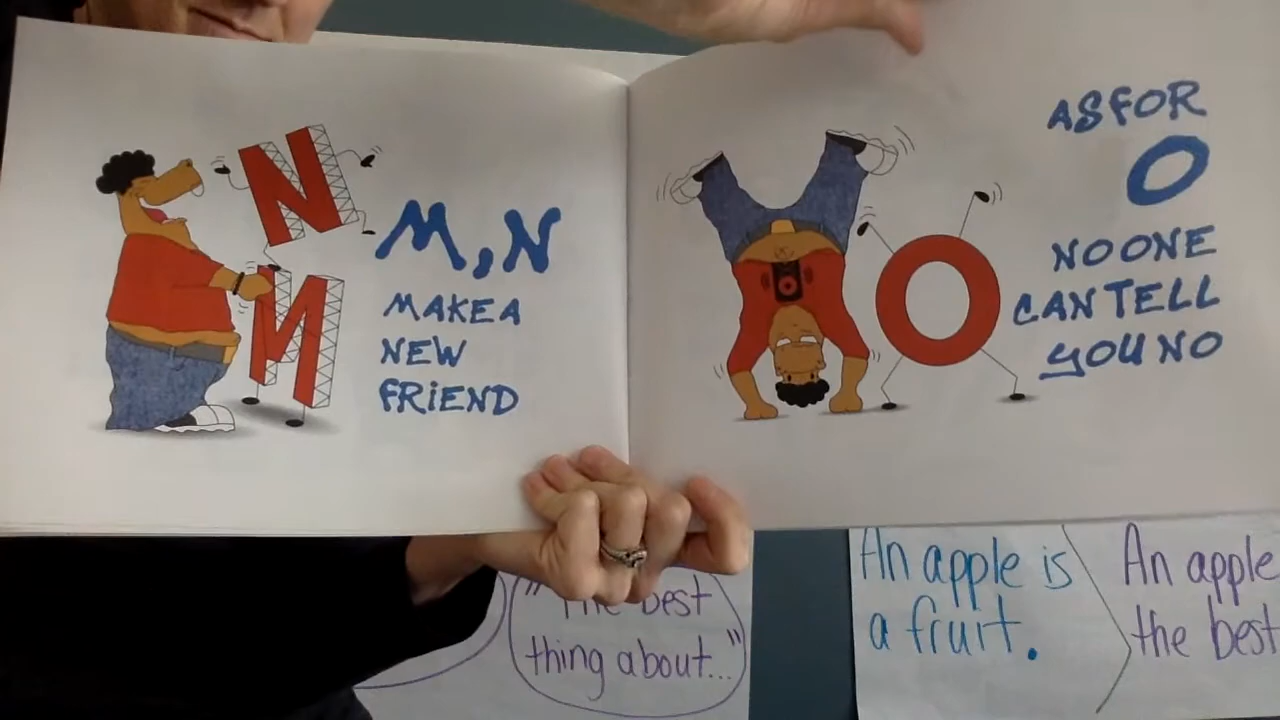 N
M
M,N
MAKE A
NEW
FRIEND
O
AS FOR
O
NO ONE
CAN TELL
YOU NO
"The best
thing about..."
An apple is
a fruit.
An apple
the best